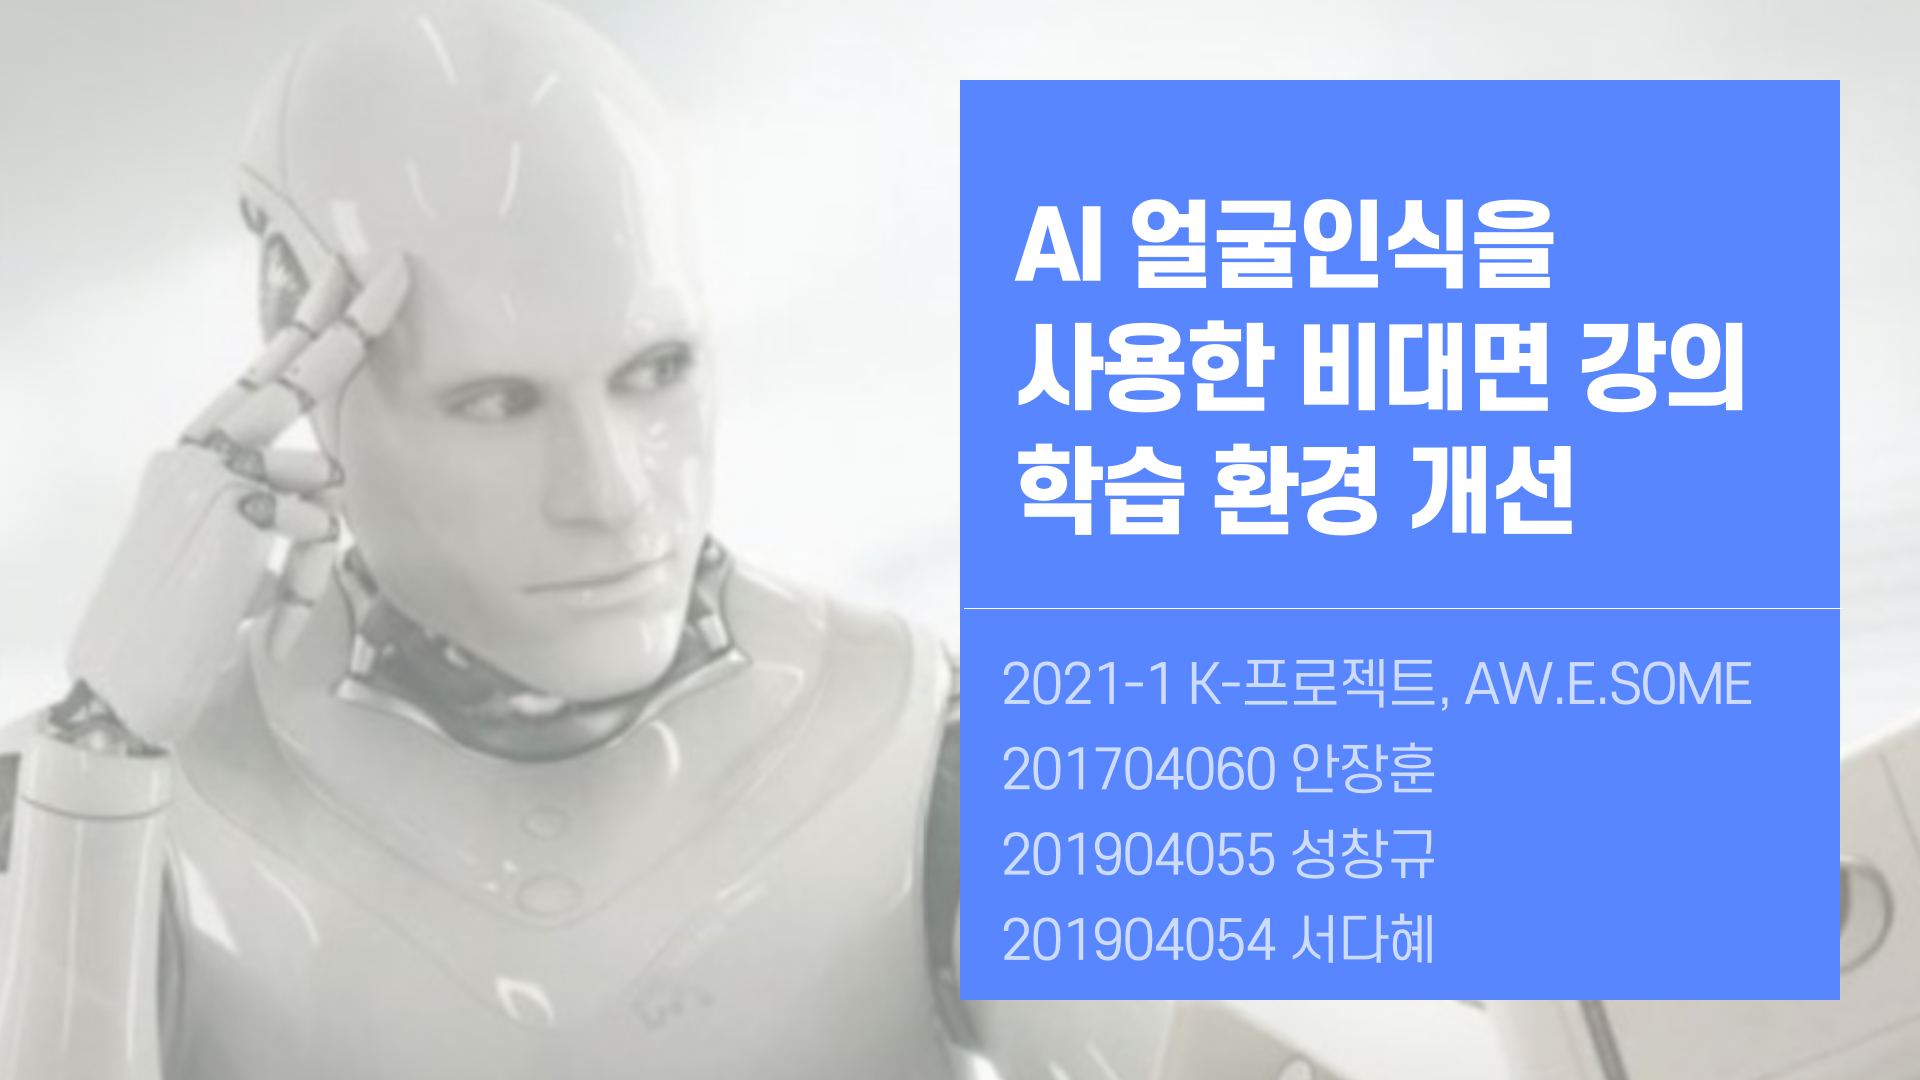 AI 얼굴인식을
사용한 비대면 강의
학습 환경 개선
2021-1 K-프로젝트, AW.E.SOME
201704060 안장훈
201904055 성창규
201904054 서다혜